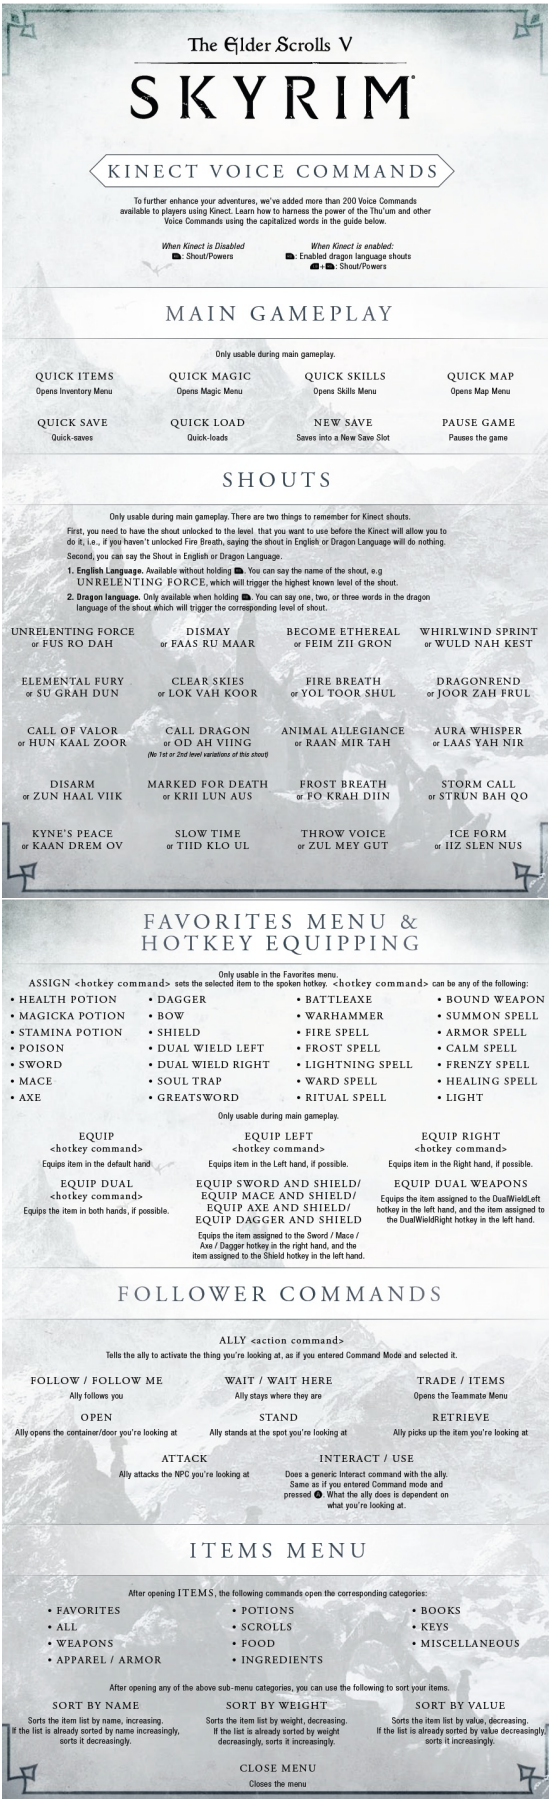 The Elder Scrolls V
SKYRIM
KINECT VOICE COMMANDS
To further enhance your adventures, we've added more than 200 Voice Commands
available to players using Kinect. Learn how to harness the power of the Thu'um and other
Voice Commands using the capitalized words in the guide below.
When Kinect is Disabled
: Shout/Powers
When Kinect is enabled:
: Enabled dragon language shouts
+ : Shout/Powers
MAIN GAMEPLAY
Only usable during main gameplay.
QUICK ITEMS QUICK MAGIC QUICK SKILLS QUICK MAP
Opens Inventory Menu Opens Magic Menu Opens Skills Menu Opens Map Menu
QUICK SAVE QUICK LOAD NEW SAVE PAUSE GAME
Quick-saves Quick-loads Saves into a New Save Slot Pauses the game
SHOUTS
Only usable during main gameplay. There are two things to remember for Kinect shouts.
First, you need to have the shout unlocked to the level that you want to use before the Kinect will allow you to
do it, i.e., if you haven't unlocked Fire Breath, saying the shout in English or Dragon Language will do nothing.
Second, you can say the Shout in English or Dragon Language.
1. English Language. Available without holding . You can say the name of the shout, e.g
UNRELENTING FORCE, which will trigger the highest known level of the shout.
2. Dragon language. Only available when holding . You can say one, two, or three words in the dragon
language of the shout which will trigger the corresponding level of shout.
UNRELENTING FORCE DISMAY BECOME ETHEREAL WHIRLWIND SPRINT
or FUS RO DAH or FAAS RU MAAR or FEIM ZII GRON or WULD NAH KEST
ELEMENTAL FURY CLEAR SKIES FIRE BREATH DRAGONREND
or SU GRAH DUN or LOK VAH KOOR or YOL TOOR SHUL or JOOR ZAH FRUL
CALL OF VALOR CALL DRAGON ANIMAL ALLEGIANCE AURA WHISPER
or HUN KAAL ZOOR or OD AH VIING or RAAN MIR TAH or LAAS YAH NIR
(No 1st or 2nd level variations of this shout)
DISARM MARKED FOR DEATH FROST BREATH STORM CALL
or ZUN HAAL VIIK or KRII LUN AUS or FO KRAH DIIN or STRUN BAH QO
KYNE'S PEACE SLOW TIME THROW VOICE ICE FORM
or KAAN DREM OV or TIID KLO UL or ZUL MEY GUT or IIZ SLEN NUS
FAVORITES MENU &
HOTKEY EQUIPPING
Only usable in the Favorites menu.
ASSIGN <hotkey command> sets the selected item to the spoken hotkey. <hotkey command> can be any of the following:
• HEALTH POTION • DAGGER • BATTLEAXE • BOUND WEAPON
• MAGICKA POTION • BOW • WARHAMMER • SUMMON SPELL
• STAMINA POTION • SHIELD • FIRE SPELL • ARMOR SPELL
• POISON • DUAL WIELD LEFT • FROST SPELL • CALM SPELL
• SWORD • DUAL WIELD RIGHT • LIGHTNING SPELL • FRENZY SPELL
• MACE • SOUL TRAP • WARD SPELL • HEALING SPELL
• AXE • GREATSWORD • RITUAL SPELL • LIGHT
Only usable during main gameplay.
EQUIP EQUIP LEFT EQUIP RIGHT
<hotkey command> <hotkey command> <hotkey command>
Equips item in the default hand Equips item in the Left hand, if possible. Equips item in the Right hand, if possible.
EQUIP DUAL
<hotkey command>
Equips the item in both hands, if possible.
EQUIP SWORD AND SHIELD/
EQUIP MACE AND SHIELD/
EQUIP AXE AND SHIELD/
EQUIP DAGGER AND SHIELD
Equips the item assigned to the Sword / Mace /
Axe / Dagger hotkey in the right hand, and the
item assigned to the Shield hotkey in the left hand.
EQUIP DUAL WEAPONS
Equips the item assigned to the DualWieldLeft
hotkey in the left hand, and the item assigned to
the DualWieldRight hotkey in the left hand.
FOLLOWER COMMANDS
ALLY <action command>
Tells the ally to activate the thing you're looking at, as if you entered Command Mode and selected it.
FOLLOW / FOLLOW ME WAIT / WAIT HERE TRADE / ITEMS
Ally follows you Ally stays where they are Opens the Teammate Menu
OPEN STAND RETRIEVE
Ally opens the container/door you're looking at Ally stands at the spot you're looking at Ally picks up the item you're looking at
ATTACK
Ally attacks the NPC you're looking at
INTERACT / USE
Does a generic Interact command with the ally.
Same as if you entered Command mode and
pressed A. What the ally does is dependent on
what you're looking at.
ITEMS MENU
After opening ITEMS, the following commands open the corresponding categories:
• FAVORITES • POTIONS • BOOKS
• ALL • SCROLLS • KEYS
• WEAPONS • FOOD • MISCELLANEOUS
• APPAREL / ARMOR • INGREDIENTS
After opening any of the above sub-menu categories, you can use the following to sort your items.
SORT BY NAME
Sorts the item list by name, increasing.
If the list is already sorted by name increasingly,
sorts it decreasingly.
SORT BY WEIGHT
Sorts the item list by weight, decreasing.
If the list is already sorted by weight
decreasingly, sorts it increasingly.
SORT BY VALUE
Sorts the item list by value, decreasing.
If the list is already sorted by value decreasingly,
sorts it increasingly.
CLOSE MENU
Closes the menu